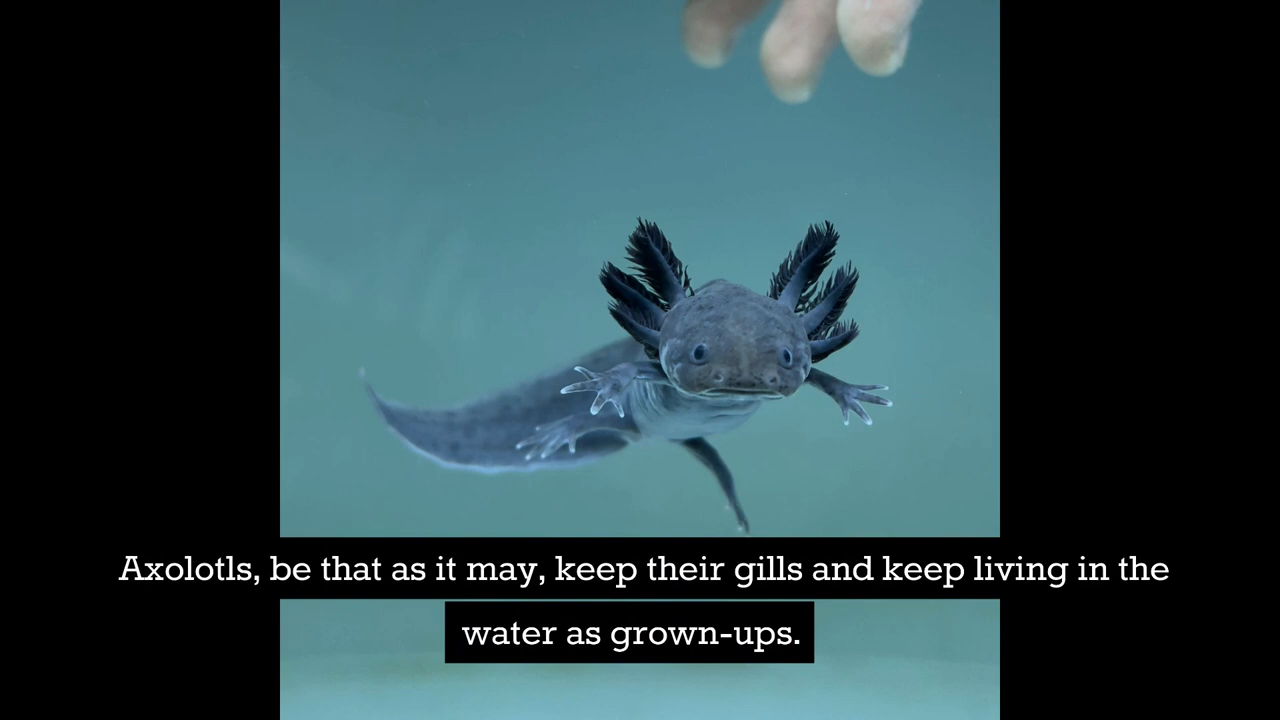 Axolotls, be that as it may, keep their gills and keep living in the
water as grown-ups.